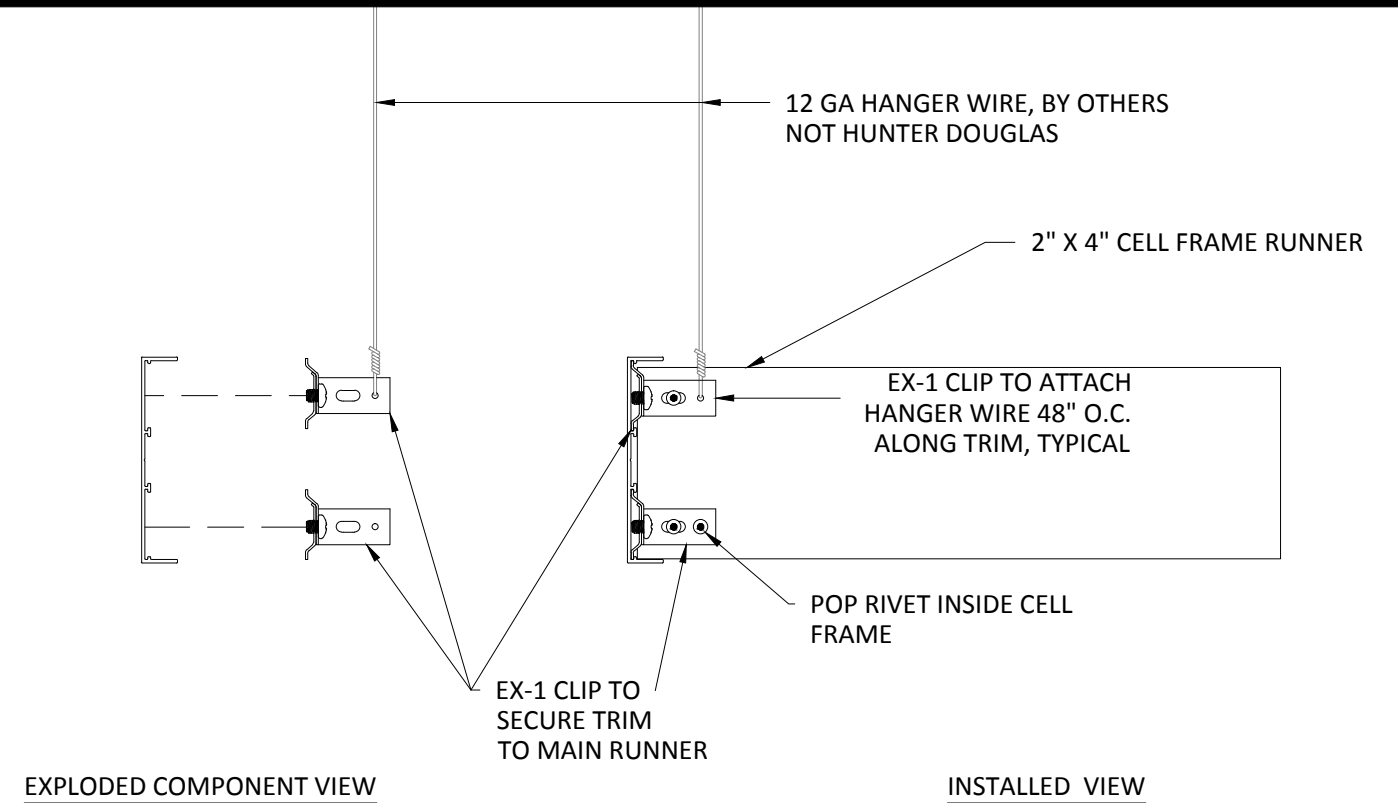 12 GA HANGER WIRE, BY OTHERS
NOT HUNTER DOUGLAS
2" X 4" CELL FRAME RUNNER
EX-1 CLIP TO ATTACH
HANGER WIRE 48" O.C.
ALONG TRIM, TYPICAL
POP RIVET INSIDE CELL
FRAME
EX-1 CLIP TO
SECURE TRIM
TO MAIN RUNNER
EXPLODED COMPONENT VIEW
INSTALLED VIEW